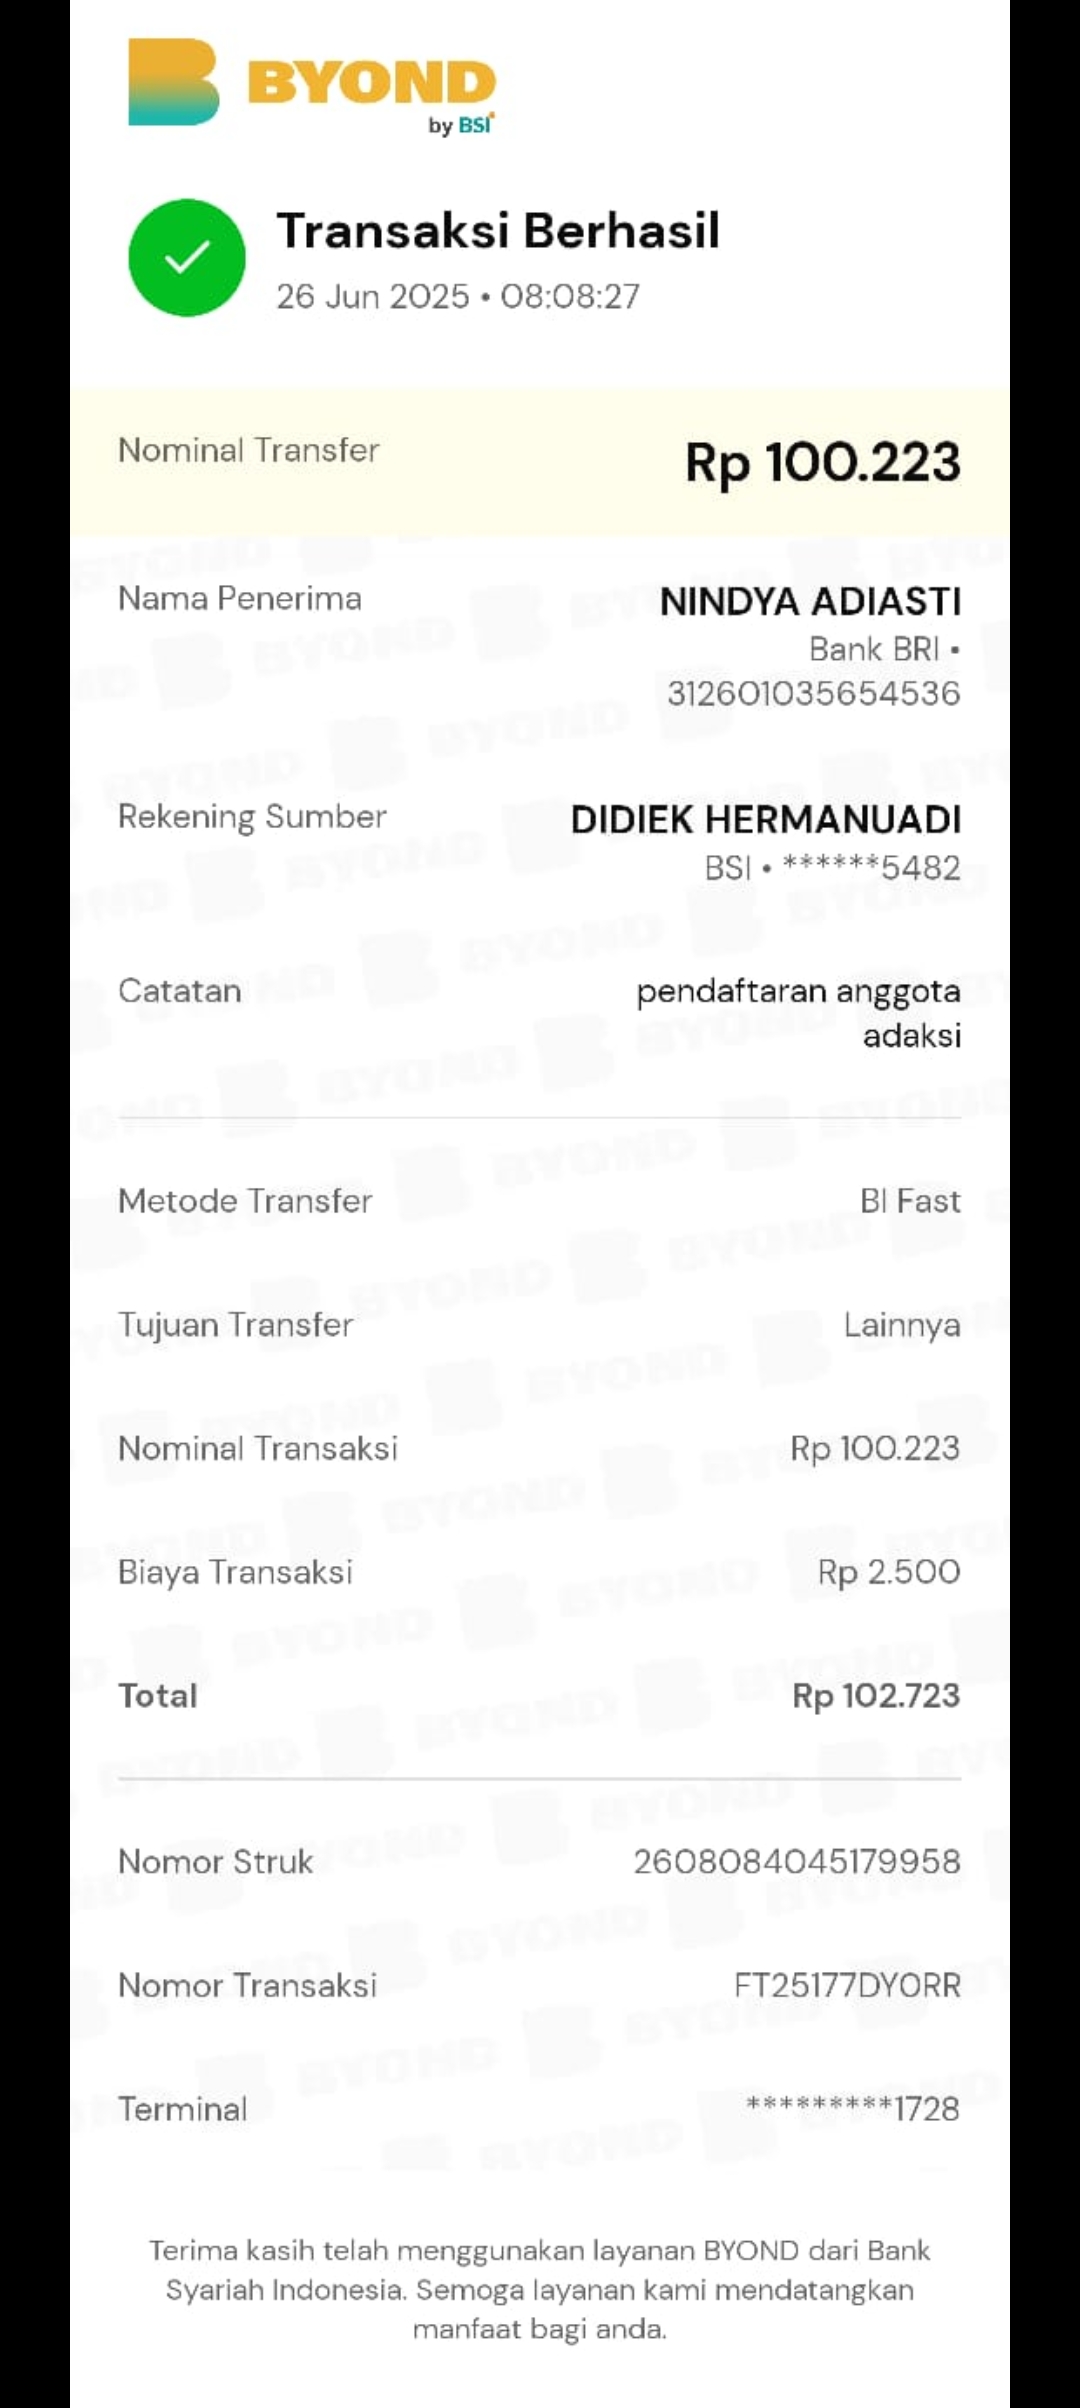 BYOND
by BSI
Transaksi Berhasil
26 Jun 2025 • 08:08:27
Nominal Transfer
Rp 100.223
Nama Penerima
NINDYA ADIASTI
Bank BRI •
312601035654536
Rekening Sumber
DIDIEK HERMANUADI
BSI • ******5482
Catatan
pendaftaran anggota
adaksi
Metode Transfer
BI Fast
Tujuan Transfer
Lainnya
Nominal Transaksi
Rp 100.223
Biaya Transaksi
Rp 2.500
Total
Rp 102.723
Nomor Struk
2608084045179958
Nomor Transaksi
FT25177DY0RR
Terminal
*********1728
Terima kasih telah menggunakan layanan BYOND dari Bank
Syariah Indonesia. Semoga layanan kami mendatangkan
manfaat bagi anda.